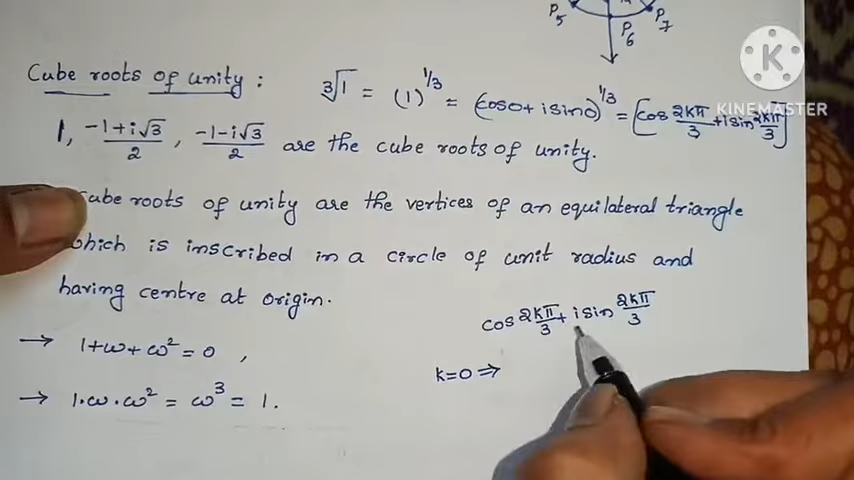 P5 P6 P7
K
KINEMASTER
Cube roots of unity : ∛1 = (1)^1/3 = (cos0 + i sin0)^1/3 = [cos 2kπ/3 + i sin 2kπ/3]
1, -1+i√3/2, -1-i√3/2 are the cube roots of unity.
Cube roots of unity are the vertices of an equilateral triangle
which is inscribed in a circle of unit radius and
having centre at origin.
cos 2kπ/3 + i sin 2kπ/3
→ 1+ω+ω² = 0 ,
k=0 ⇒
→ 1.ω.ω² = ω³ = 1.